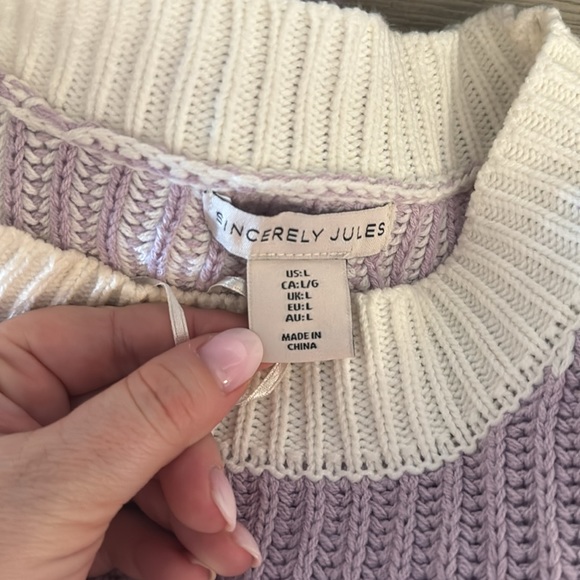 SINCERELY JULES
US: L
CA: L/G
UK: L
EU: L
AU: L
MADE IN
CHINA